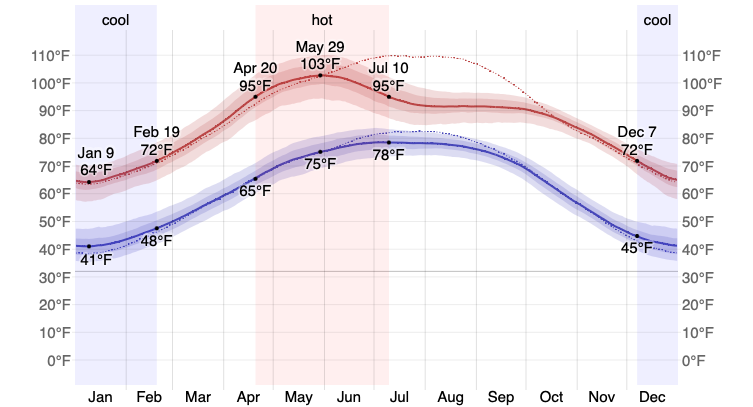 cool hot cool
May 29
103°F
Apr 20
95°F
Jul 10
95°F
Feb 19
72°F
Dec 7
72°F
Jan 9
64°F
78°F
75°F
65°F
48°F
45°F
41°F
110°F 110°F
100°F 100°F
90°F 90°F
80°F 80°F
70°F 70°F
60°F 60°F
50°F 50°F
40°F 40°F
30°F 30°F
20°F 20°F
10°F 10°F
0°F 0°F
Jan Feb Mar Apr May Jun Jul Aug Sep Oct Nov Dec